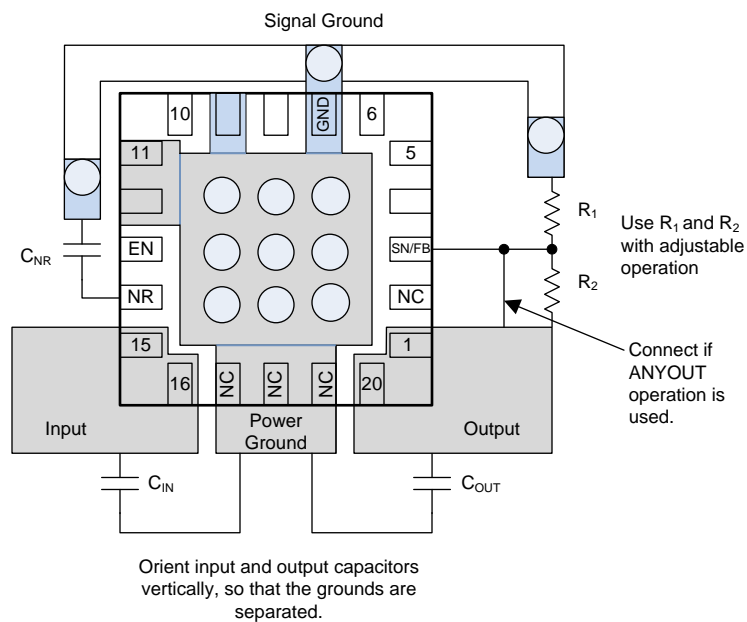 Signal Ground
10
GND
6
11
5
R1
CNR
EN
SN/FB
Use R1 and R2
with adjustable
operation
R2
NR
NC
15
1
Connect if
ANYOUT
operation is
used.
16
NC
NC
NC
20
Input
Power
Ground
Output
CIN
COUT
Orient input and output capacitors
vertically, so that the grounds are
separated.